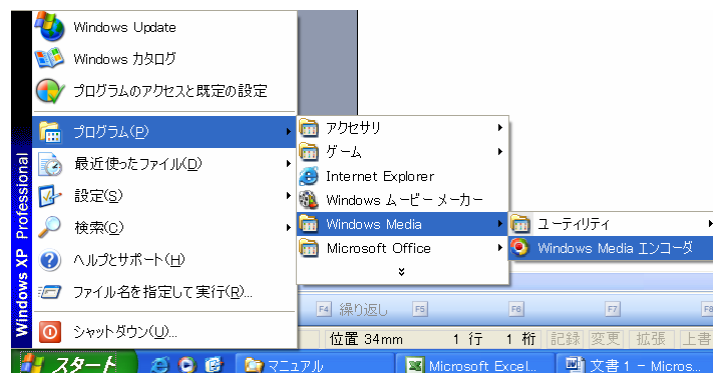 Windows Update
Windows カタログ
プログラムのアクセスと既定の設定
プログラム(P)
最近使ったファイル(D)
設定(S)
検索(C)
ヘルプとサポート(H)
ファイル名を指定して実行(R)...
シャットダウン(U)...
Windows XP Professional
アクセサリ
ゲーム
Internet Explorer
Windows ムービー メーカー
Windows Media
Microsoft Office
ユーティリティ
Windows Media エンコーダ
F4 繰り返し F5 F6 F7 F8
位置 34mm 1 行 1 桁 記録 変更 拡張 上書
スタート マニュアル Microsoft Excel... 文書 1 - Micros...